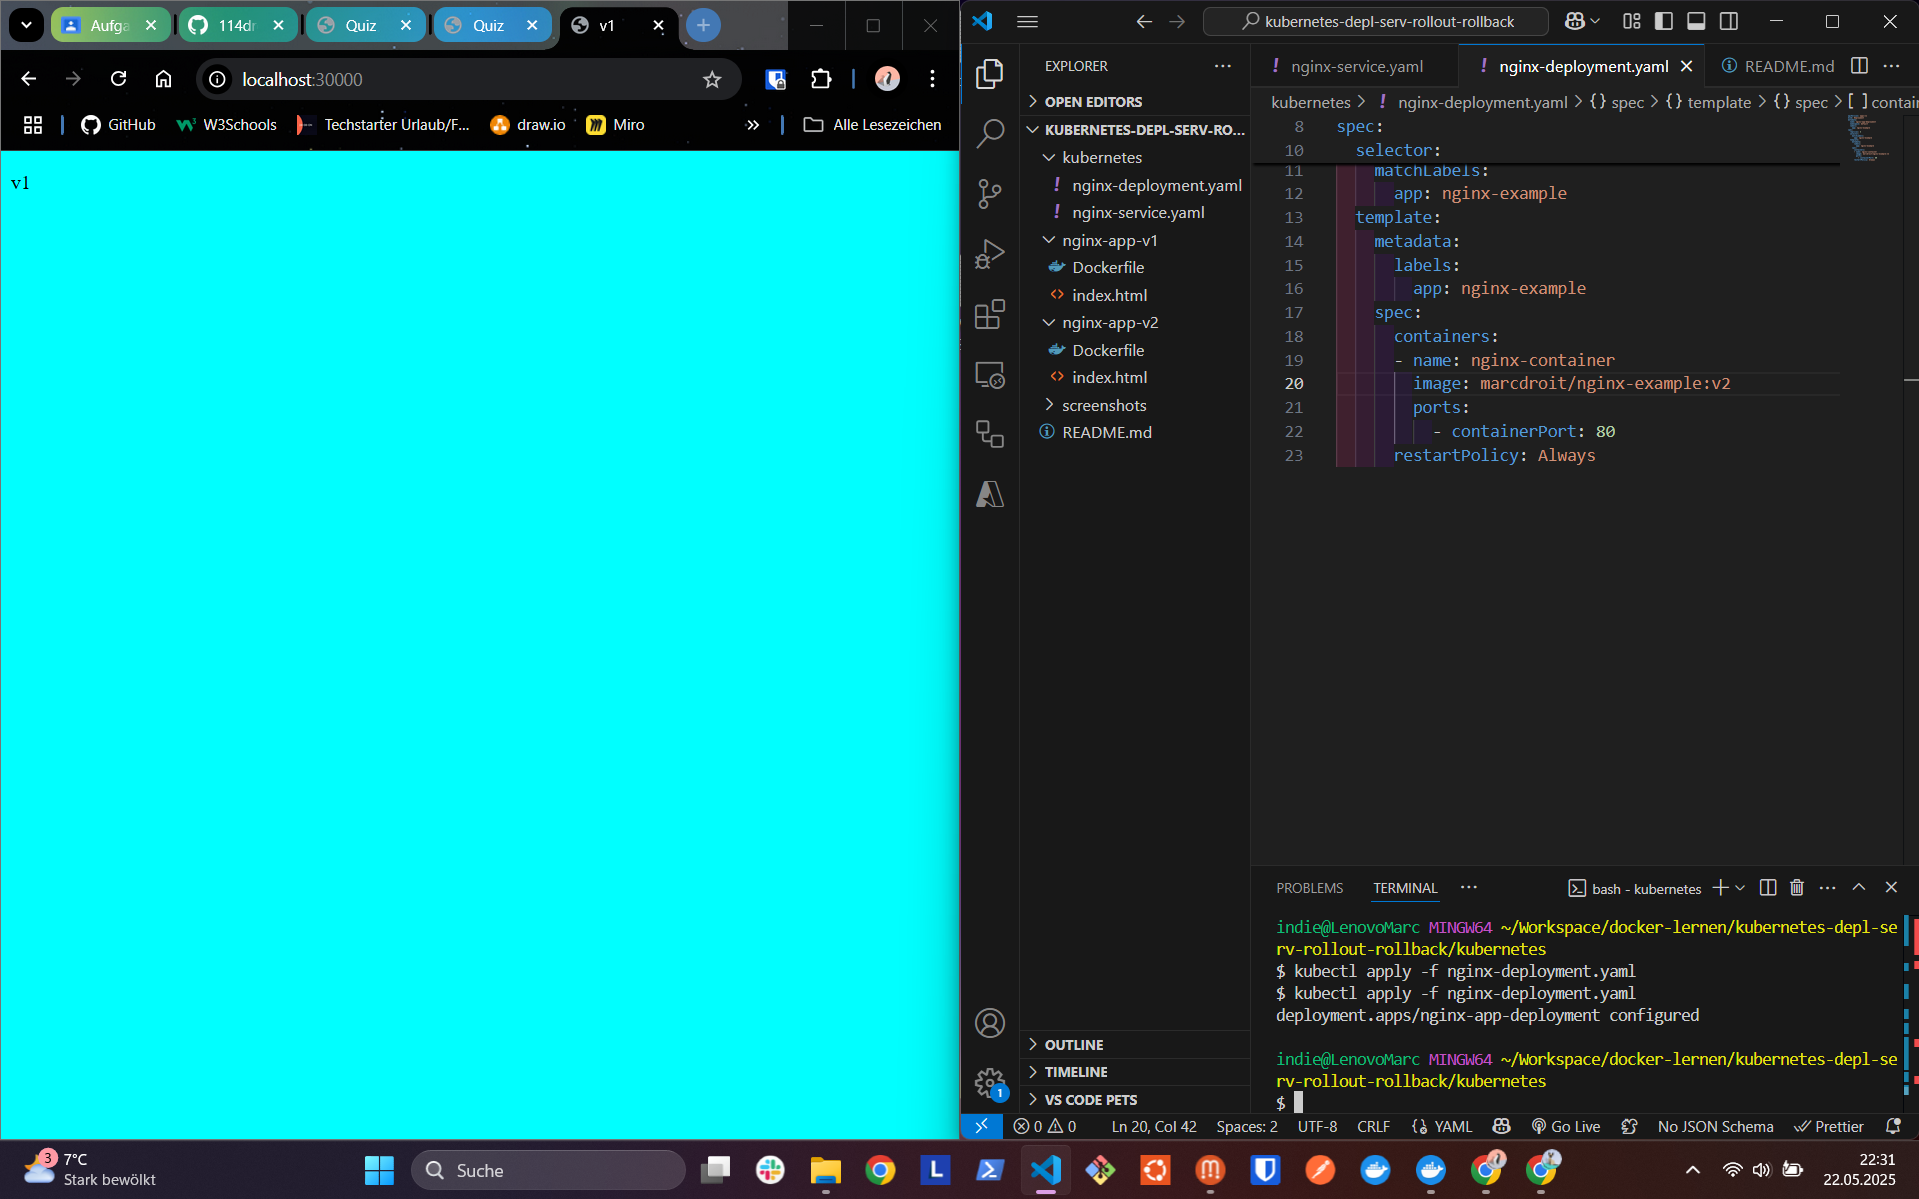 Aufga
114dr
Quiz
Quiz
v1
localhost:30000
GitHub
W3Schools
Techstarter Urlaub/F...
draw.io
Miro
Alle Lesezeichen
v1
kubernetes-depl-serv-rollout-rollback
EXPLORER
OPEN EDITORS
KUBERNETES-DEPL-SERV-RO...
kubernetes
nginx-deployment.yaml
nginx-service.yaml
nginx-app-v1
Dockerfile
index.html
nginx-app-v2
Dockerfile
index.html
screenshots
README.md
OUTLINE
TIMELINE
VS CODE PETS
1
nginx-service.yaml
nginx-deployment.yaml
README.md
kubernetes > nginx-deployment.yaml > {} spec > {} template > {} spec > [ ] contai
8 spec:
10 selector:
11 matchLabels:
12 app: nginx-example
13 template:
14 metadata:
15 labels:
16 app: nginx-example
17 spec:
18 containers:
19 - name: nginx-container
20 image: marcdroit/nginx-example:v2
21 ports:
22 - containerPort: 80
23 restartPolicy: Always
PROBLEMS
TERMINAL
bash - kubernetes
indie@LenovoMarc MINGW64 ~/Workspace/docker-lernen/kubernetes-depl-se
rv-rollout-rollback/kubernetes
$ kubectl apply -f nginx-deployment.yaml
$ kubectl apply -f nginx-deployment.yaml
deployment.apps/nginx-app-deployment configured
indie@LenovoMarc MINGW64 ~/Workspace/docker-lernen/kubernetes-depl-se
rv-rollout-rollback/kubernetes
$
0 0
Ln 20, Col 42
Spaces: 2
UTF-8
CRLF
YAML
Go Live
No JSON Schema
Prettier
3
7°C
Stark bewölkt
Suche
L
22:31
22.05.2025